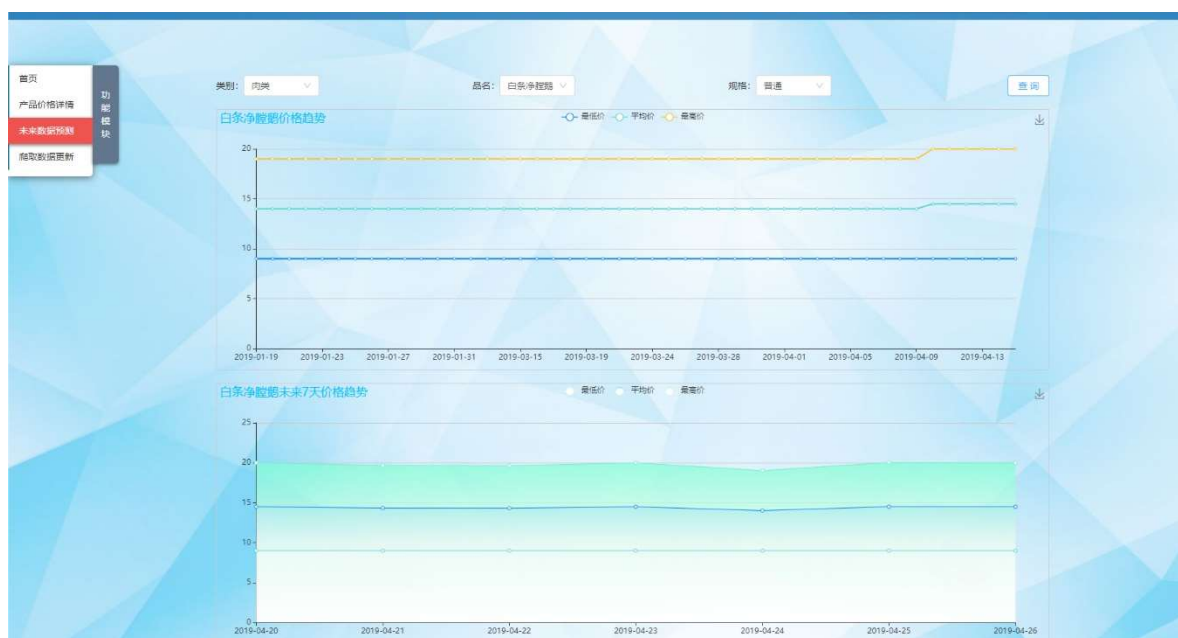 首页
产品价格详情
未来数据预测
爬取数据更新
功能模块
类别： 肉类
品名： 白条净膛鹅
规格： 普通
查询
白条净膛鹅价格趋势
最低价 平均价 最高价
20
15
10
5
0
2019-01-19 2019-01-23 2019-01-27 2019-01-31 2019-03-15 2019-03-19 2019-03-24 2019-03-28 2019-04-01 2019-04-05 2019-04-09 2019-04-13
白条净膛鹅未来7天价格趋势
最低价 平均价 最高价
25
20
15
10
5
0
2019-04-20 2019-04-21 2019-04-22 2019-04-23 2019-04-24 2019-04-25 2019-04-26